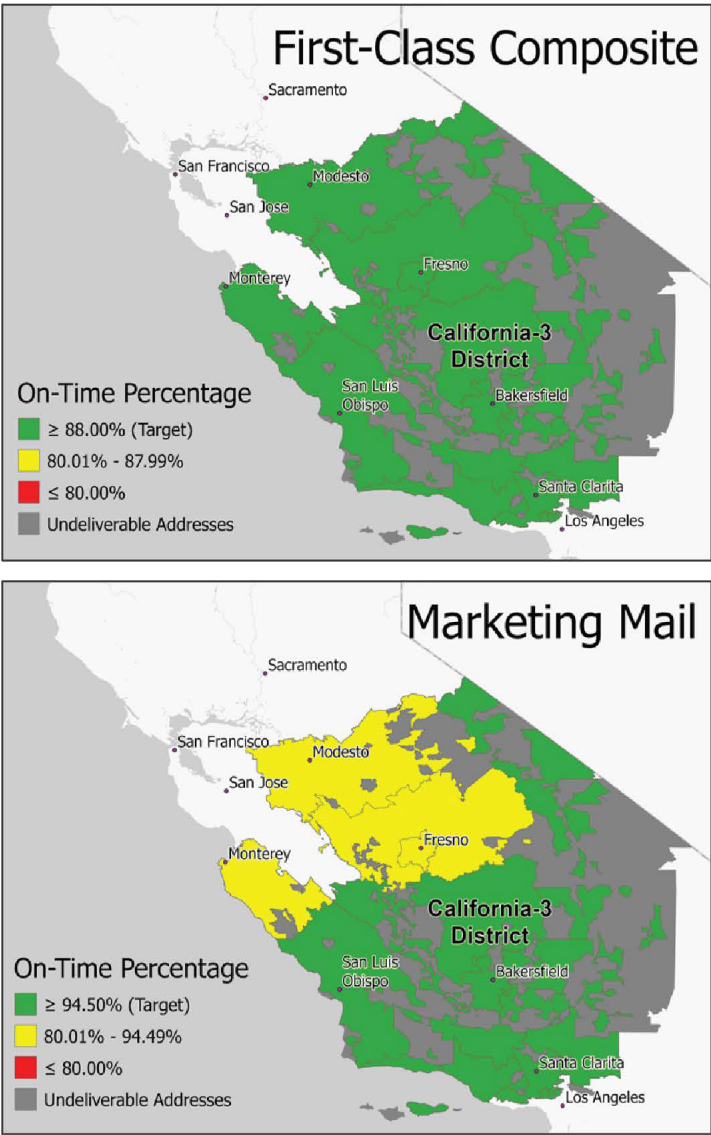 First-Class Composite
Sacramento
San Francisco
Modesto
San Jose
Fresno
Monterey
California-3
District
San Luis
Obispo
Bakersfield
On-Time Percentage
≥ 88.00% (Target)
80.01% - 87.99%
≤ 80.00%
Undeliverable Addresses
Santa Clarita
Los Angeles
Marketing Mail
Sacramento
San Francisco
Modesto
San Jose
Fresno
Monterey
California-3
District
San Luis
Obispo
Bakersfield
On-Time Percentage
≥ 94.50% (Target)
80.01% - 94.49%
≤ 80.00%
Undeliverable Addresses
Santa Clarita
Los Angeles